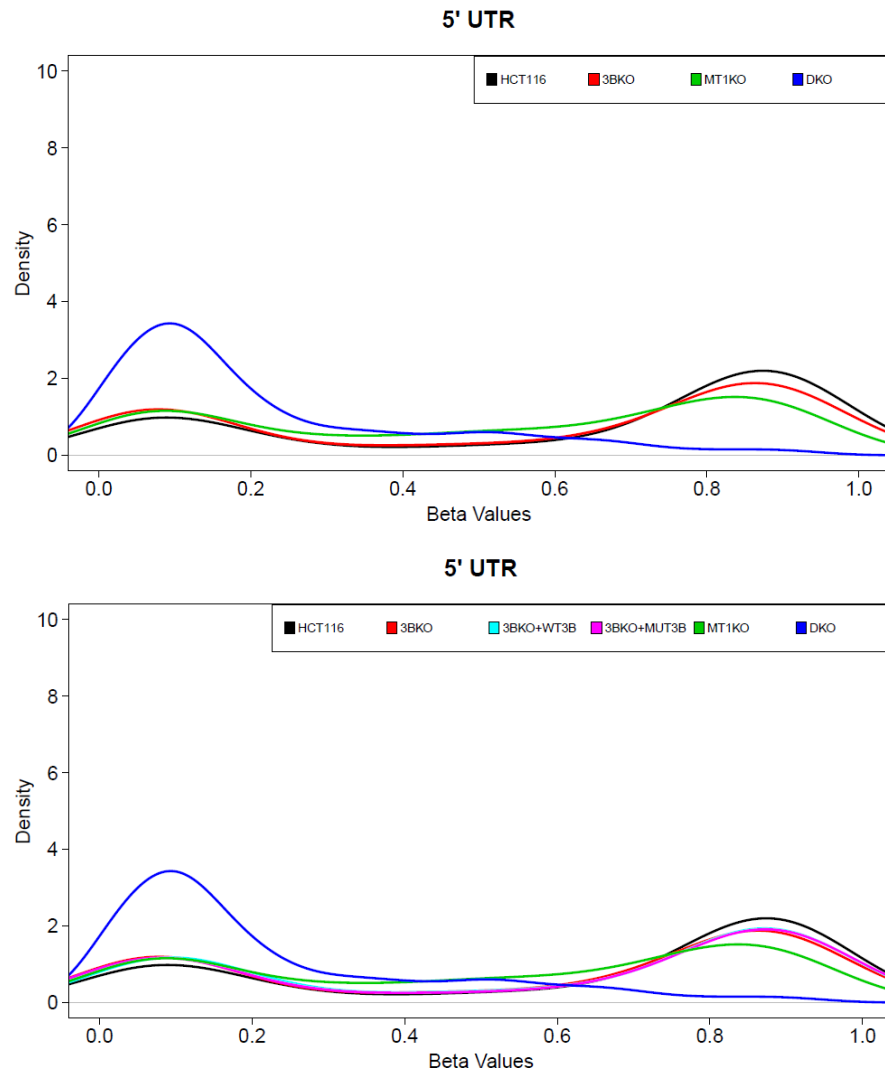 5' UTR
HCT116 3BKO MT1KO DKO
10
8
6
4
2
0
Density
0.0 0.2 0.4 0.6 0.8 1.0
Beta Values
5' UTR
HCT116 3BKO 3BKO+WT3B 3BKO+MUT3B MT1KO DKO
10
8
6
4
2
0
Density
0.0 0.2 0.4 0.6 0.8 1.0
Beta Values